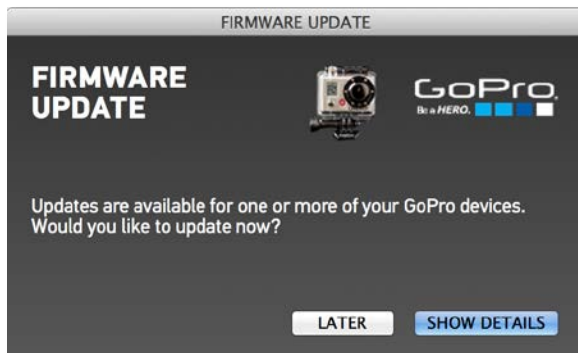 FIRMWARE UPDATE
FIRMWARE
UPDATE
GoPro.
Be a HERO.
Updates are available for one or more of your GoPro devices.
Would you like to update now?
LATER
SHOW DETAILS